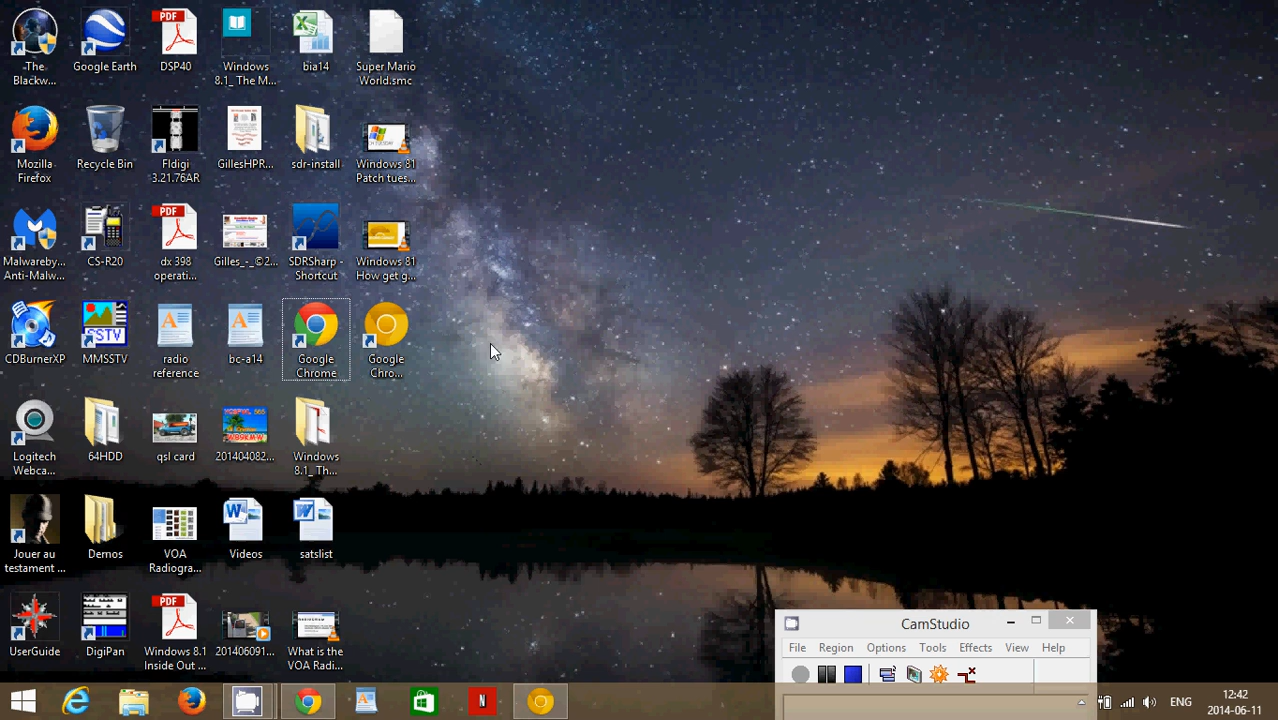 The
Blackw...
Google Earth
PDF
DSP40
Windows
8.1_ The M...
bia14
Super Mario
World.smc
Mozilla
Firefox
Recycle Bin
Fldigi
3.21.76AR
GillesHPR...
sdr-install
Windows 81
Patch tues...
Malwareby...
Anti-Malw...
CS-R20
PDF
dx 398
operati...
Gilles_-_©2...
SDRSharp -
Shortcut
Windows 81
How get g...
CDBurnerXP
SSTV
MMSSTV
radio
reference
bc-a14
Google
Chrome
Google
Chro...
Logitech
Webca...
64HDD
qsl card
201404082...
Windows
8.1_ Th...
Jouer au
testament ...
Demos
VOA
Radiogra...
Videos
satslist
UserGuide
DigiPan
PDF
Windows 8.1
Inside Out ...
201406091...
What is the
VOA Radi...
CamStudio
File Region Options Tools Effects View Help
ENG
12:42
2014-06-11